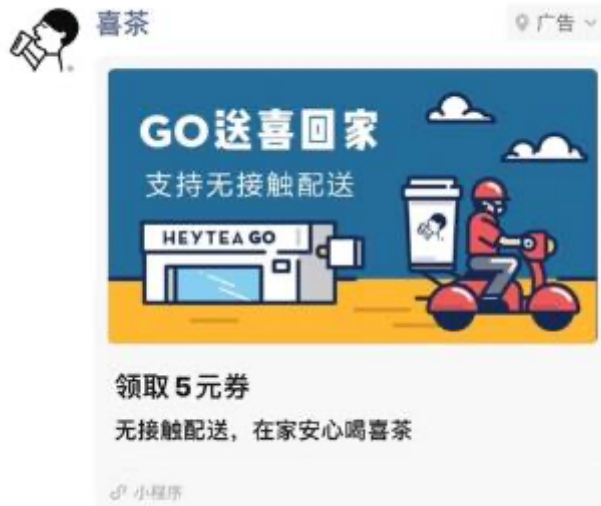 喜茶
广告
GO送喜回家
支持无接触配送
HEYTEA GO
领取5元券
无接触配送，在家安心喝喜茶
小程序